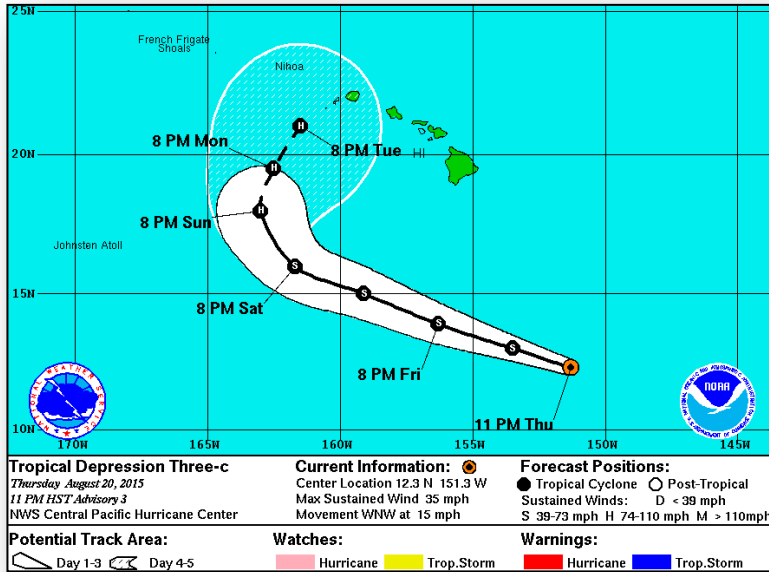 25N
French Frigate
Shoals
Nihoa
8 PM Mon
20N
8 PM Tue
HI
8 PM Sun
Johnsten Atoll
8 PM Sat
15N
8 PM Fri
11 PM Thu
NATIONAL WEATHER SERVICE
NOAA
10N
170W
165W
160W
155W
150W
145W
Tropical Depression Three-c
Thursday August 20, 2015
11 PM HST Advisory 3
NWS Central Pacific Hurricane Center
Current Information:
Center Location 12.3 N 151.3 W
Max Sustained Wind 35 mph
Movement WNW at 15 mph
Forecast Positions:
Tropical Cyclone Post-Tropical
Sustained Winds: D < 39 mph
S 39-73 mph H 74-110 mph M > 110mph
Potential Track Area:
Day 1-3 Day 4-5
Watches:
Hurricane Trop.Storm
Warnings:
Hurricane Trop.Storm
H
H
H
S
S
S
S